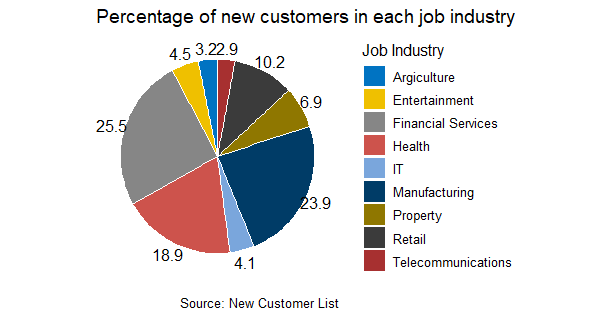 Percentage of new customers in each job industry
3.2
2.9
4.5
10.2
6.9
25.5
23.9
18.9
4.1
Job Industry
Argiculture
Entertainment
Financial Services
Health
IT
Manufacturing
Property
Retail
Telecommunications
Source: New Customer List